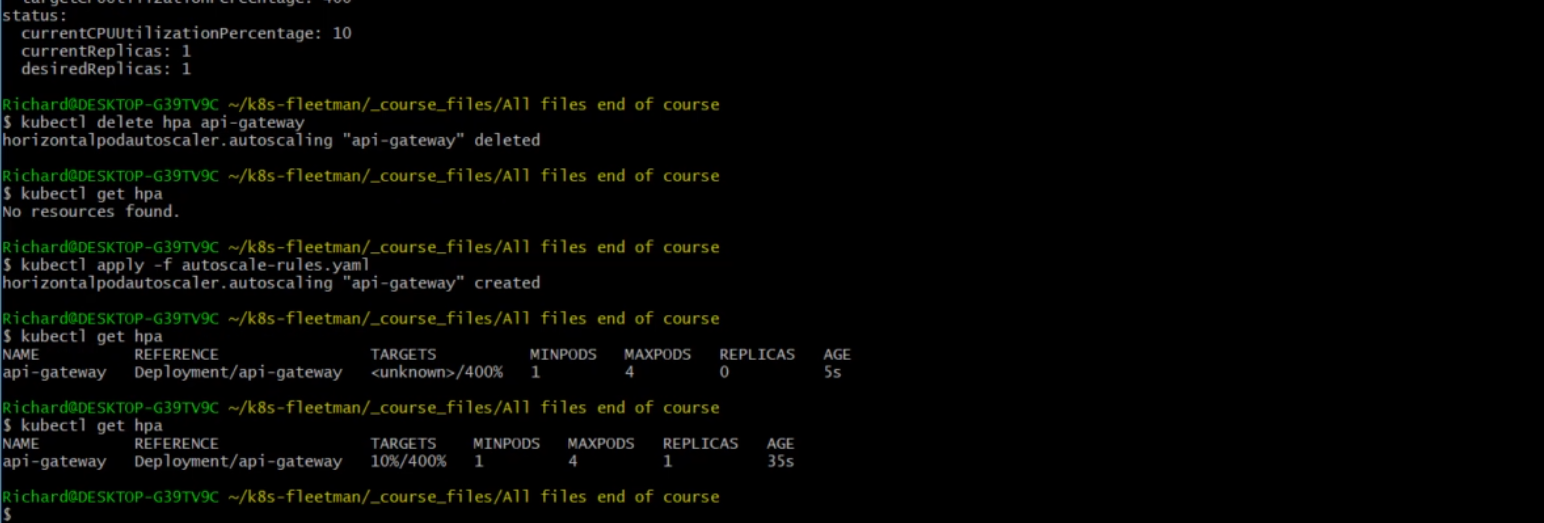 targetCPUUtilizationPercentage: 400
status:
  currentCPUUtilizationPercentage: 10
  currentReplicas: 1
  desiredReplicas: 1
Richard@DESKTOP-G39TV9C ~/k8s-fleetman/_course_files/All files end of course
$ kubectl delete hpa api-gateway
horizontalpodautoscaler.autoscaling "api-gateway" deleted
Richard@DESKTOP-G39TV9C ~/k8s-fleetman/_course_files/All files end of course
$ kubectl get hpa
No resources found.
Richard@DESKTOP-G39TV9C ~/k8s-fleetman/_course_files/All files end of course
$ kubectl apply -f autoscale-rules.yaml
horizontalpodautoscaler.autoscaling "api-gateway" created
Richard@DESKTOP-G39TV9C ~/k8s-fleetman/_course_files/All files end of course
$ kubectl get hpa
NAME REFERENCE TARGETS MINPODS MAXPODS REPLICAS AGE
api-gateway Deployment/api-gateway <unknown>/400% 1 4 0 5s
Richard@DESKTOP-G39TV9C ~/k8s-fleetman/_course_files/All files end of course
$ kubectl get hpa
NAME REFERENCE TARGETS MINPODS MAXPODS REPLICAS AGE
api-gateway Deployment/api-gateway 10%/400% 1 4 1 35s
Richard@DESKTOP-G39TV9C ~/k8s-fleetman/_course_files/All files end of course
$